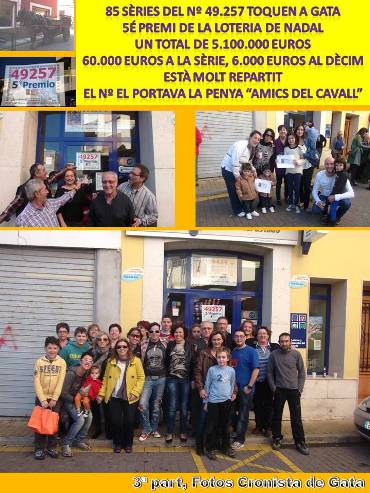 85 SÈRIES DEL Nº 49.257 TOQUEN A GATA
5É PREMI DE LA LOTERIA DE NADAL
UN TOTAL DE 5.100.000 EUROS
60.000 EUROS A LA SÈRIE, 6.000 EUROS AL DÈCIM
ESTÀ MOLT REPARTIT
EL Nº EL PORTAVA LA PENYA “AMICS DEL CAVALL”
49257
5º Premio
49257
49257
3ª part, Fotos Cronista de Gata